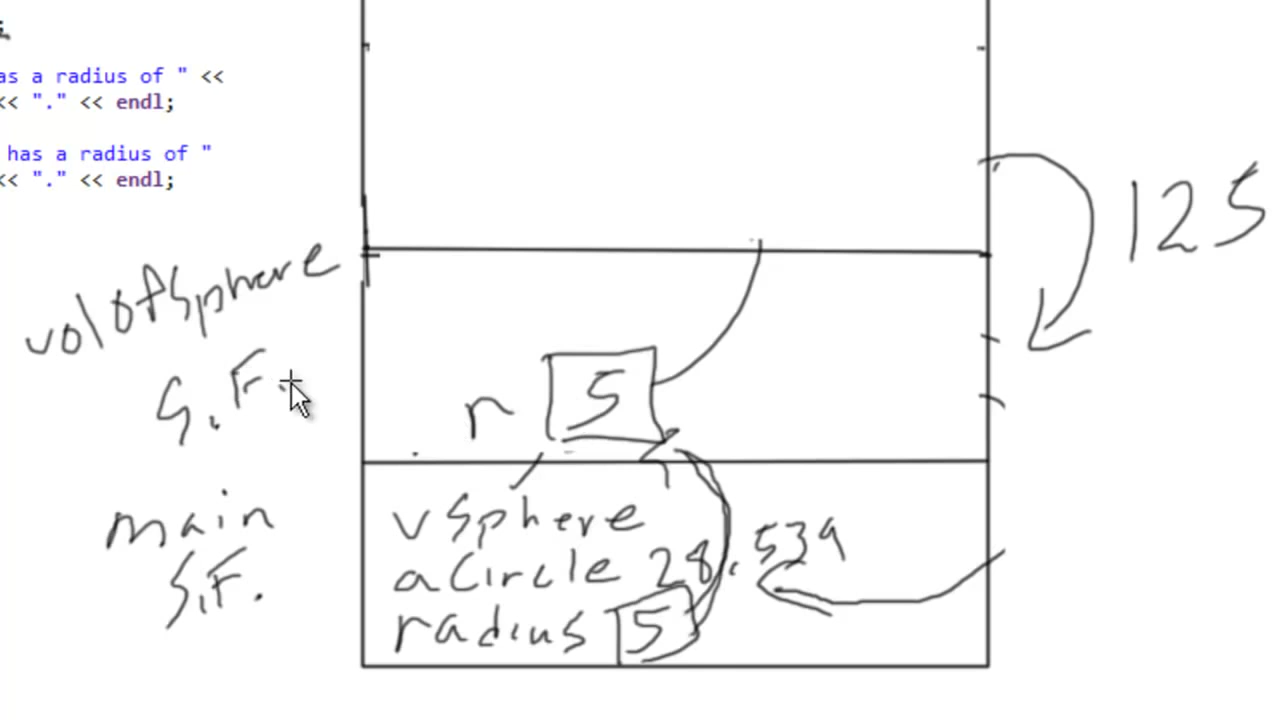 as a radius of " <<
<< "." << endl;
has a radius of "
<< "." << endl;
125
volOfSphere
S.F.
r 5
main
S.F.
vSphere
aCircle 28.539
radius 5